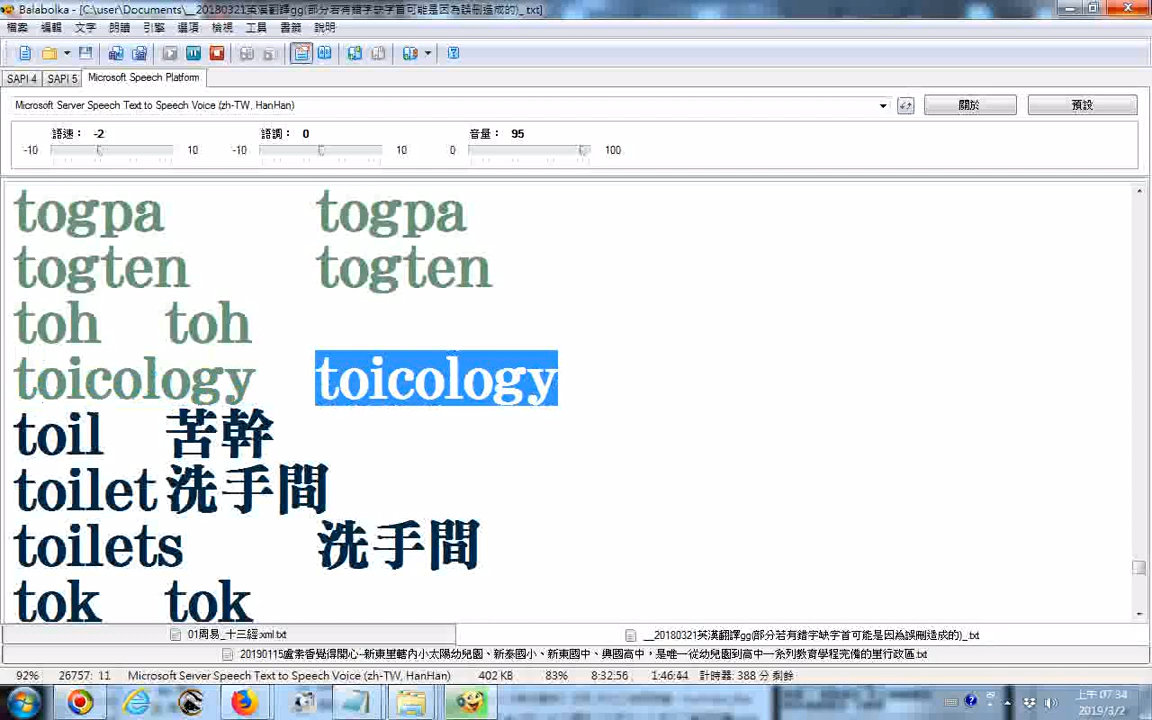 Balabolka - [C:\user\Documents\__20180321英漢翻譯gg(部分若有錯字缺字首可能是因為誤刪造成的)_.txt]
檔案 編輯 文字 朗讀 引擎 選項 檢視 工具 書籤 說明
SAPI 4 SAPI 5 Microsoft Speech Platform
Microsoft Server Speech Text to Speech Voice (zh-TW, HanHan) 關於 預設
語速： -2 語調： 0 音量： 95
-10 10 -10 10 0 100
togpa togpa
togten togten
toh toh
toicology toicology
toil 苦幹
toilet 洗手間
toilets 洗手間
tok tok
01周易_十三經.xml.txt __20180321英漢翻譯gg(部分若有錯字缺字首可能是因為誤刪造成的)_.txt
20190115盧素香覺得開心-新東里轄內小太陽幼兒園、新泰國小、新東國中、興國高中，是唯一從幼兒園到高中一系列教育學程完備的里行政區.txt
92% 26757: 11 Microsoft Server Speech Text to Speech Voice (zh-TW, HanHan) 402 KB 83% 8:32:56 1:46:44 計時器: 388 分 剩餘
上午 07:34
2019/3/2